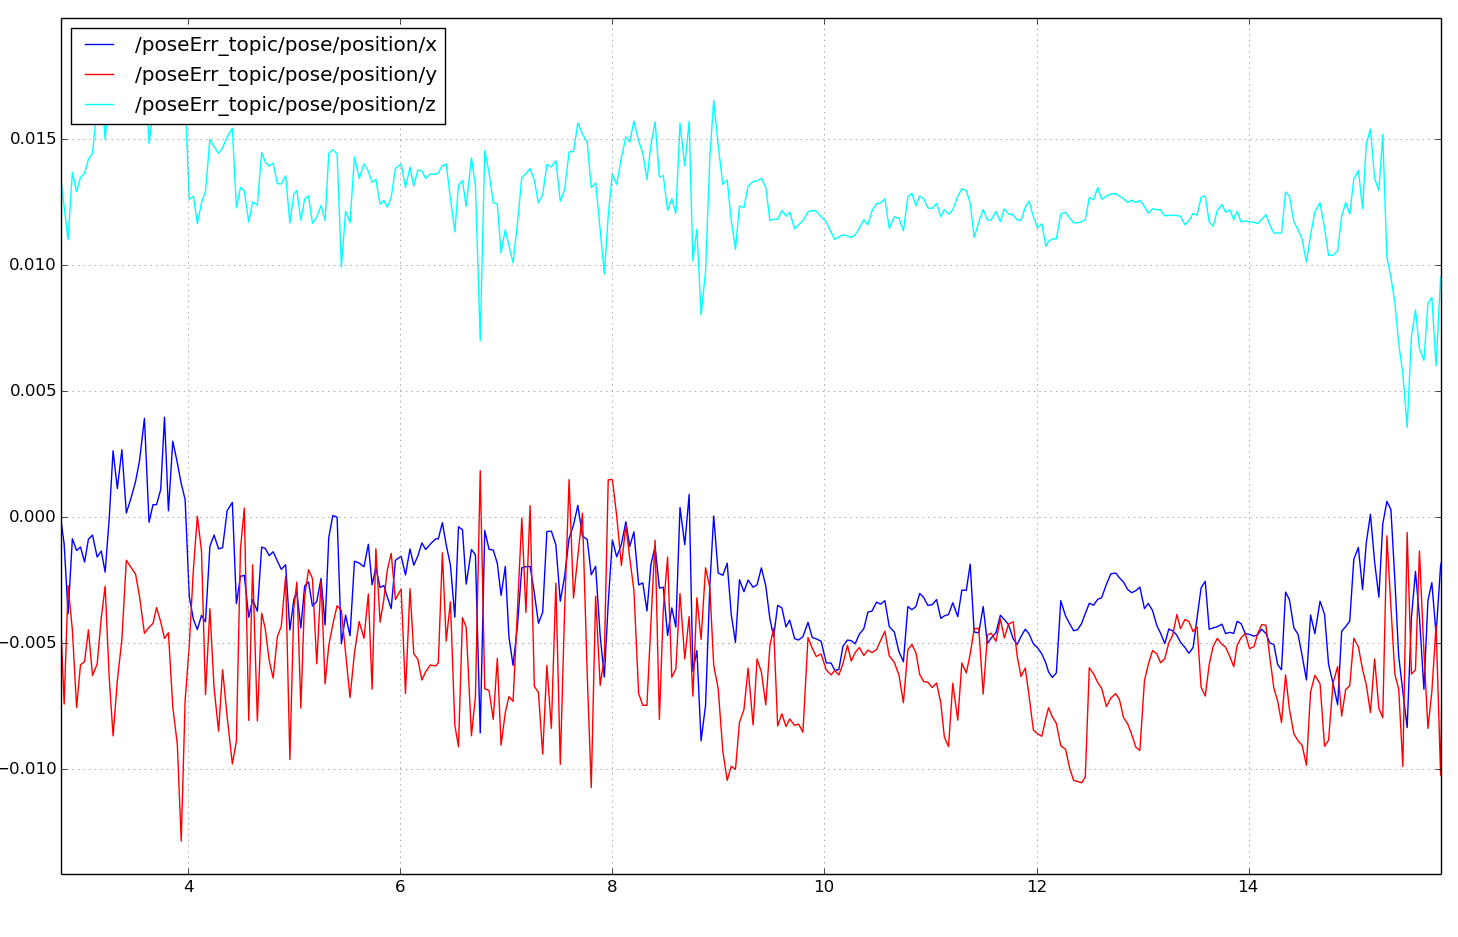 /poseErr_topic/pose/position/x
/poseErr_topic/pose/position/y
/poseErr_topic/pose/position/z
0.015
0.010
0.005
0.000
−0.005
−0.010
4 6 8 10 12 14